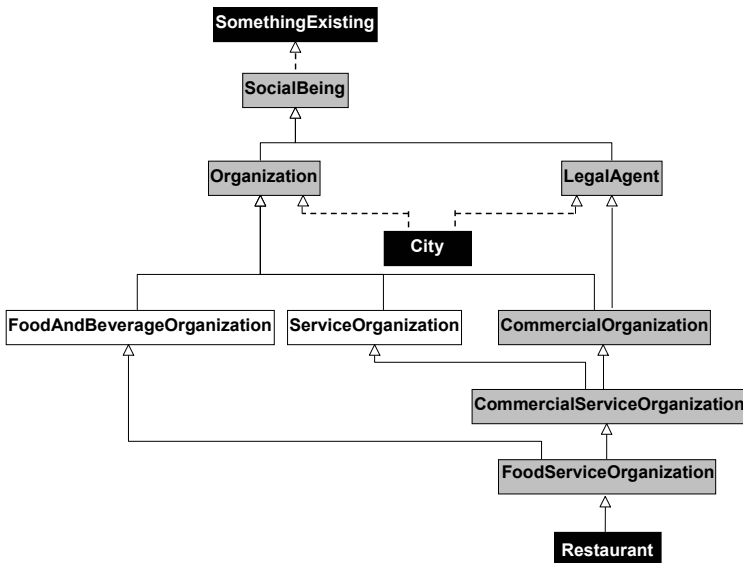 SomethingExisting
SocialBeing
Organization
LegalAgent
City
FoodAndBeverageOrganization
ServiceOrganization
CommercialOrganization
CommercialServiceOrganization
FoodServiceOrganization
Restaurant